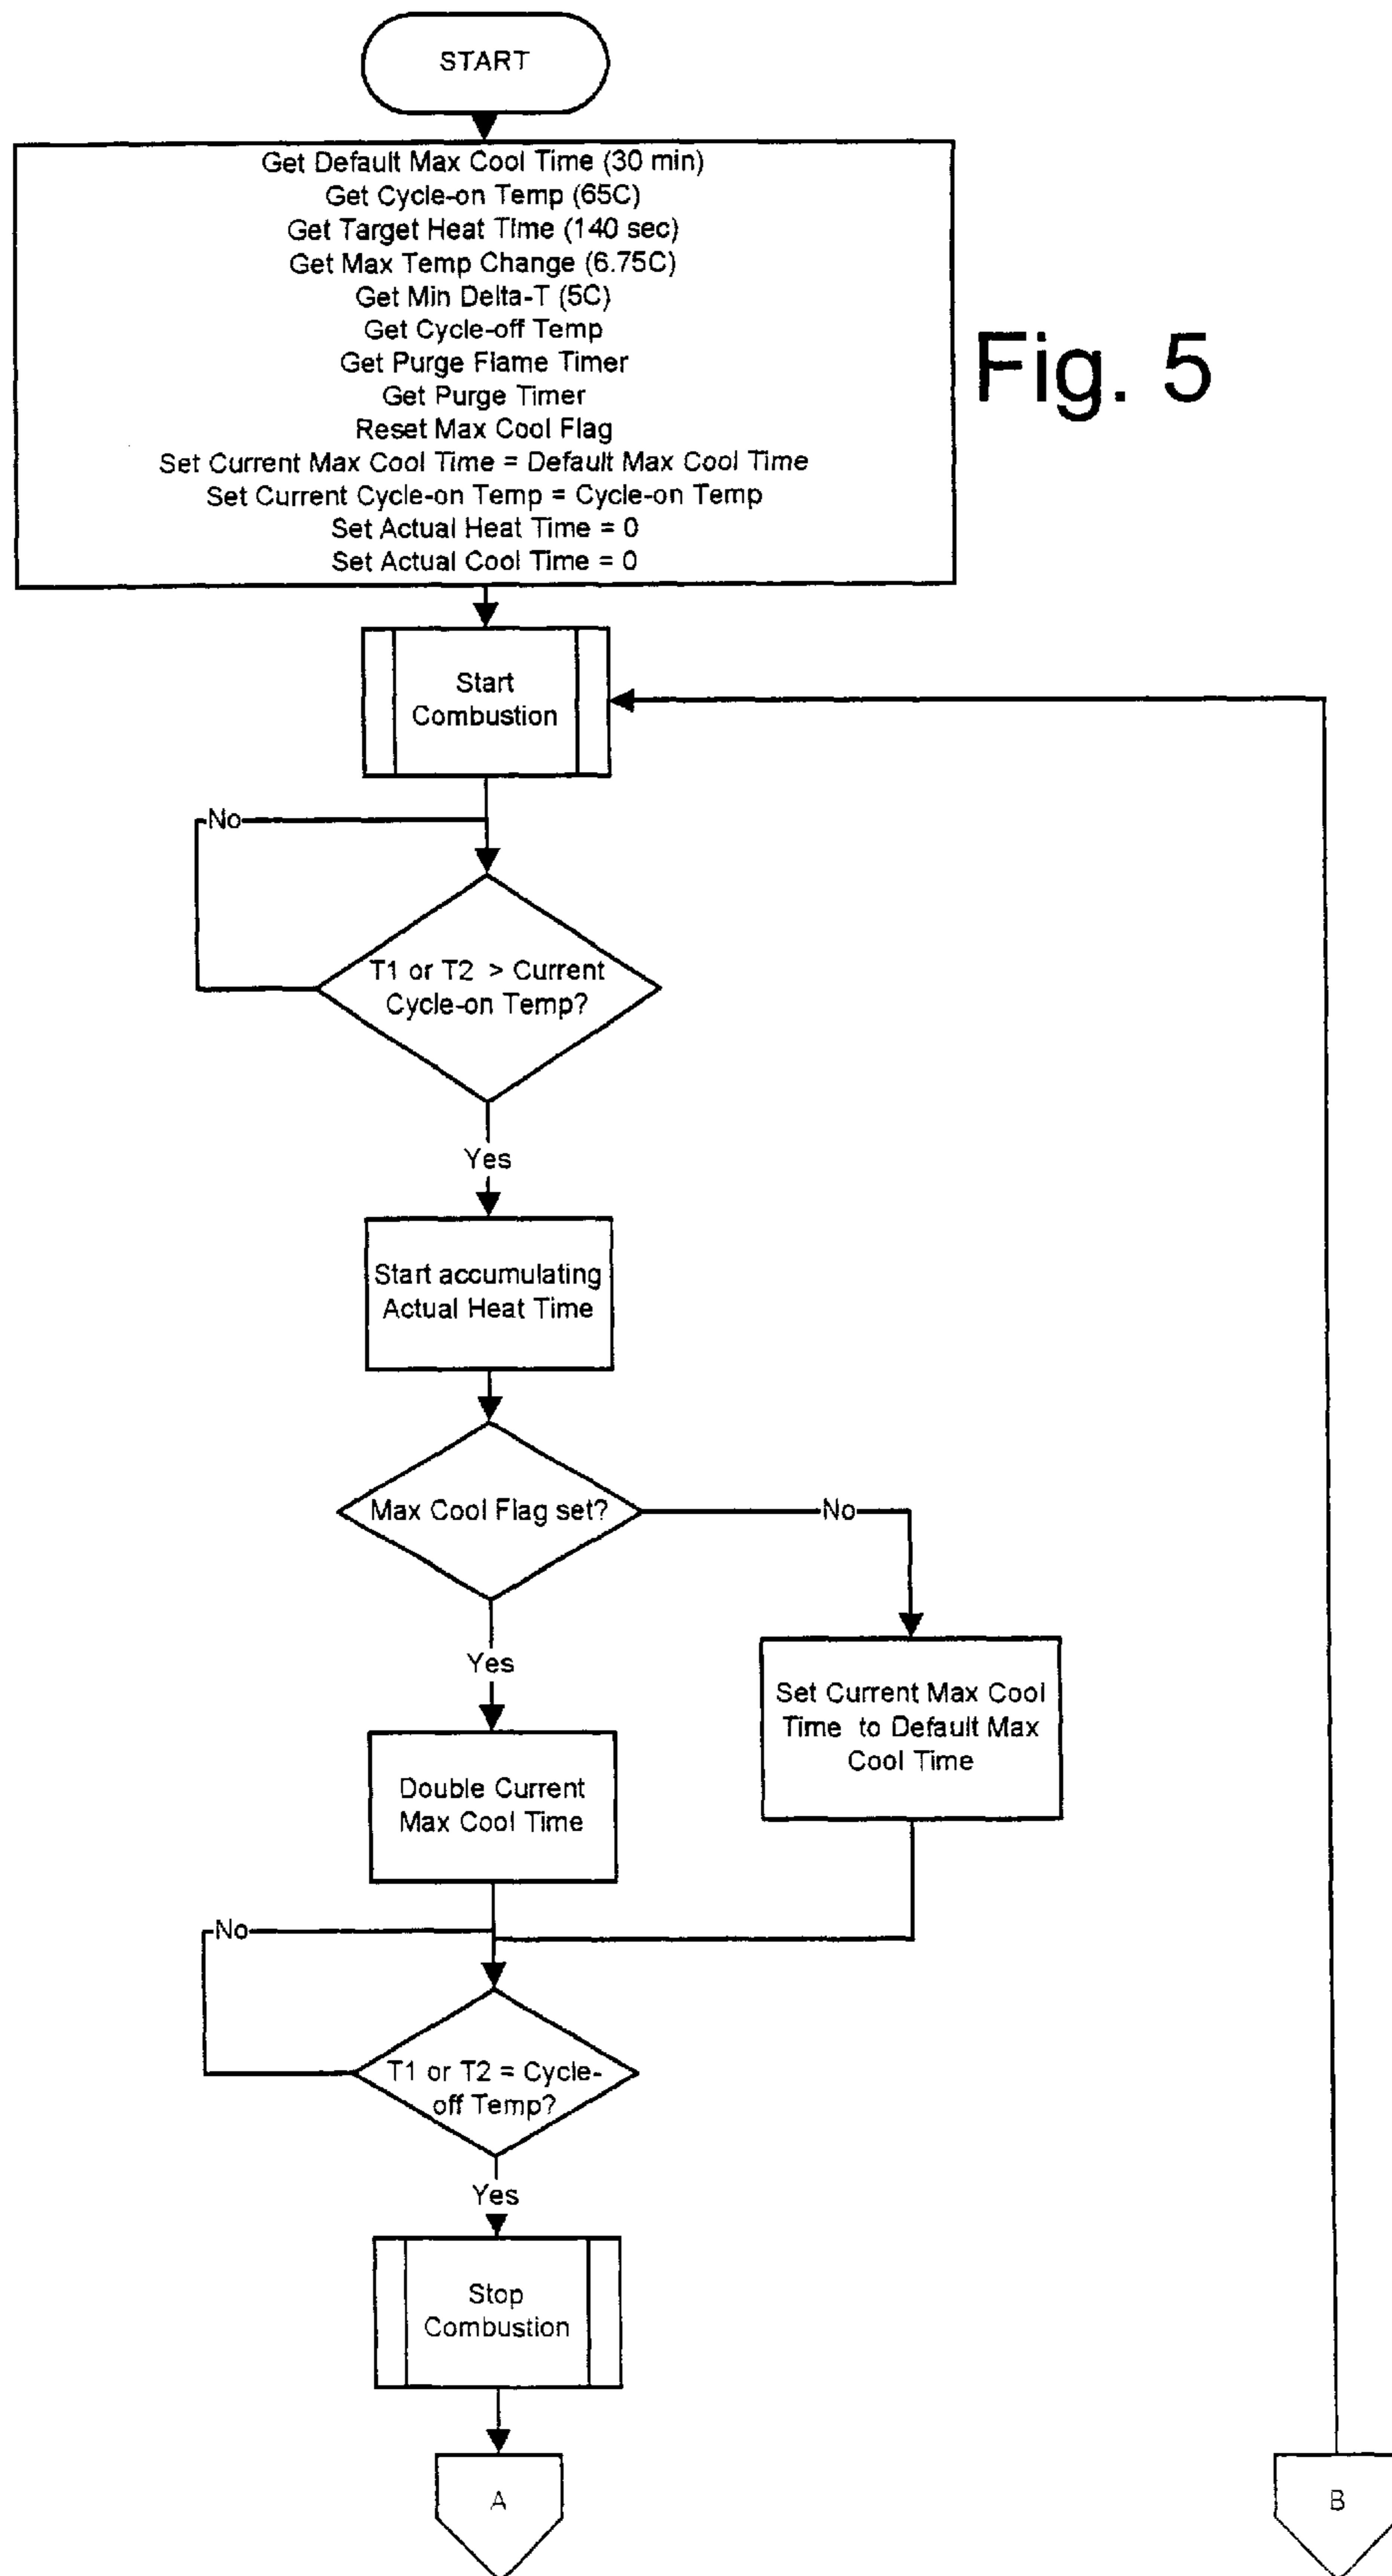 START
Get Default Max Cool Time (30 min)
Get Cycle-on Temp (65C)
Get Target Heat Time (140 sec)
Get Max Temp Change (6.75C)
Get Min Delta-T (5C)
Get Cycle-off Temp
Get Purge Flame Timer
Get Purge Timer
Reset Max Cool Flag
Set Current Max Cool Time = Default Max Cool Time
Set Current Cycle-on Temp = Cycle-on Temp
Set Actual Heat Time = 0
Set Actual Cool Time = 0
Fig. 5
Start
Combustion
No
T1 or T2 > Current
Cycle-on Temp?
Yes
Start accumulating
Actual Heat Time
Max Cool Flag set?
No
Yes
Set Current Max Cool
Time to Default Max
Cool Time
Double Current
Max Cool Time
No
T1 or T2 = Cycle-
off Temp?
Yes
Stop
Combustion
A
B